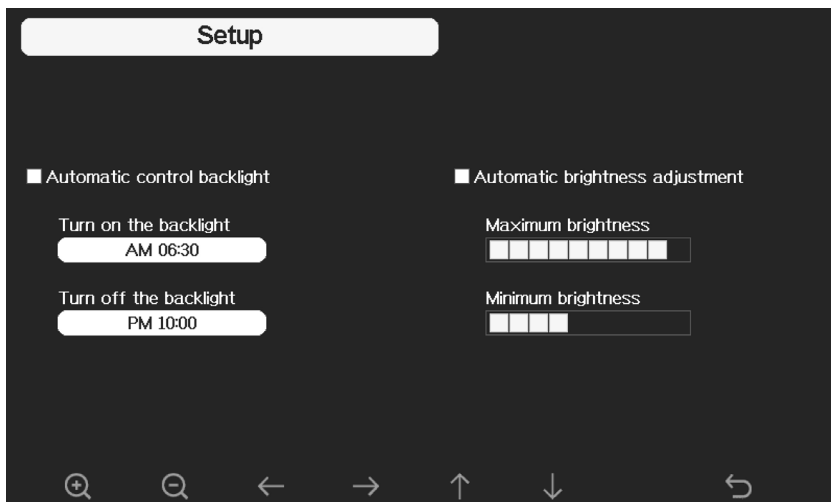 Setup
Automatic control backlight
Turn on the backlight
AM 06:30
Turn off the backlight
PM 10:00
Automatic brightness adjustment
Maximum brightness
Minimum brightness